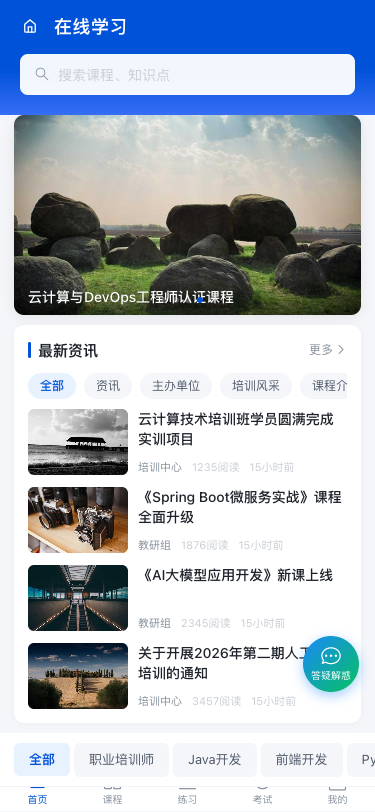 在线学习
搜索课程、知识点
云计算与DevOps工程师认证课程
最新资讯
更多
全部
资讯
主办单位
培训风采
课程介
云计算技术培训班学员圆满完成
实训项目
培训中心 1235阅读 15小时前
《Spring Boot微服务实战》课程
全面升级
教研组 1876阅读 15小时前
《AI大模型应用开发》新课上线
教研组 2345阅读 15小时前
关于开展2026年第二期人工
培训的通知
培训中心 3457阅读 15小时前
答疑解惑
全部
职业培训师
Java开发
前端开发
Py
首页
课程
练习
考试
我的